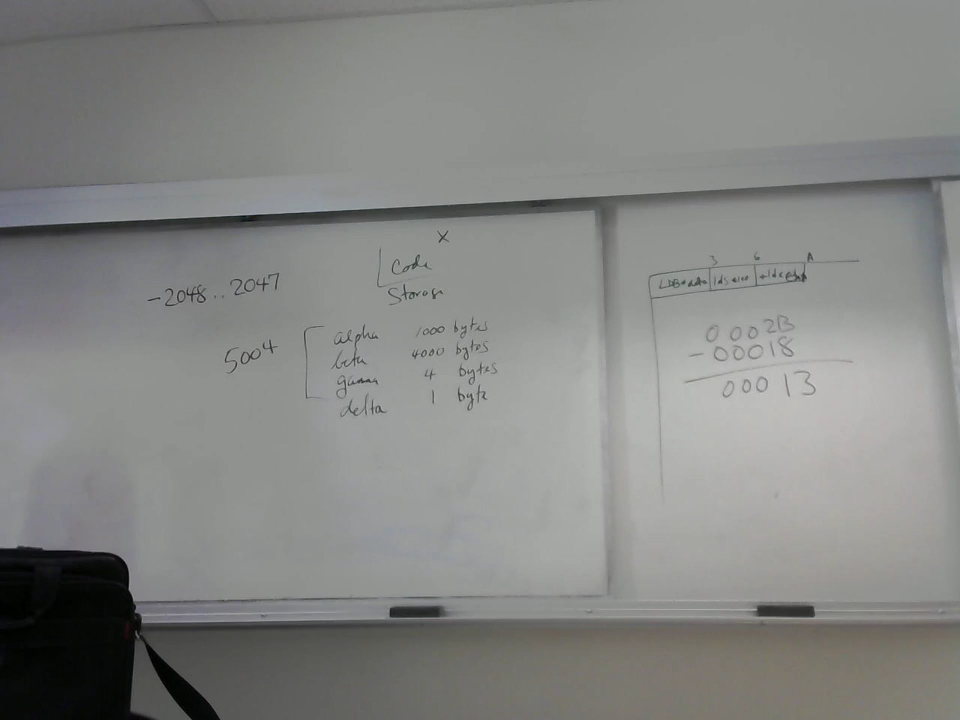 X
Code
-2048..2047
Storage
5004
alpha 1000 bytes
beta 4000 bytes
gamma 4 bytes
delta 1 byte
3 6 A
0002B
-00018
00013